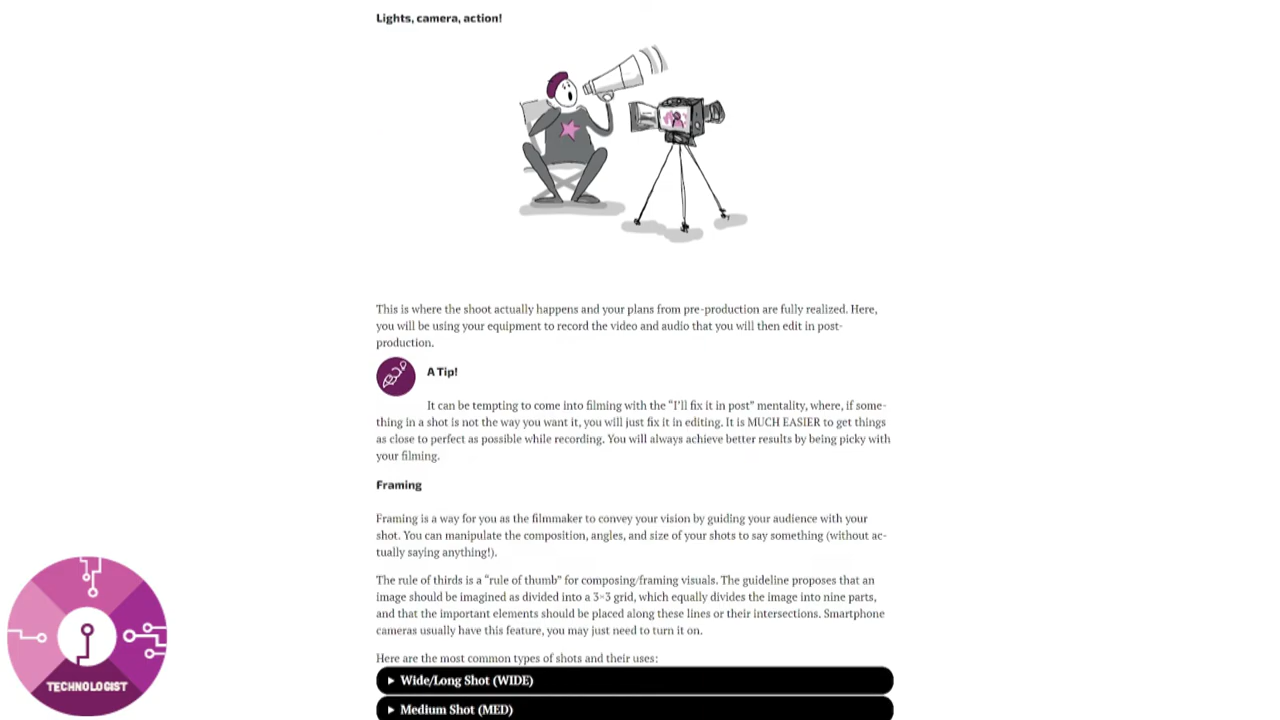 Lights, camera, action!
This is where the shoot actually happens and your plans from pre-production are fully realized. Here,
you will be using your equipment to record the video and audio that you will then edit in post-
production.
A Tip!
It can be tempting to come into filming with the “I’ll fix it in post” mentality, where, if some-
thing in a shot is not the way you want it, you will just fix it in editing. It is MUCH EASIER to get things
as close to perfect as possible while recording. You will always achieve better results by being picky with
your filming.
Framing
Framing is a way for you as the filmmaker to convey your vision by guiding your audience with your
shot. You can manipulate the composition, angles, and size of your shots to say something (without ac-
tually saying anything!).
The rule of thirds is a “rule of thumb” for composing/framing visuals. The guideline proposes that an
image should be imagined as divided into a 3×3 grid, which equally divides the image into nine parts,
and that the important elements should be placed along these lines or their intersections. Smartphone
cameras usually have this feature, you may just need to turn it on.
Here are the most common types of shots and their uses:
Wide/Long Shot (WIDE)
Medium Shot (MED)
TECHNOLOGIST